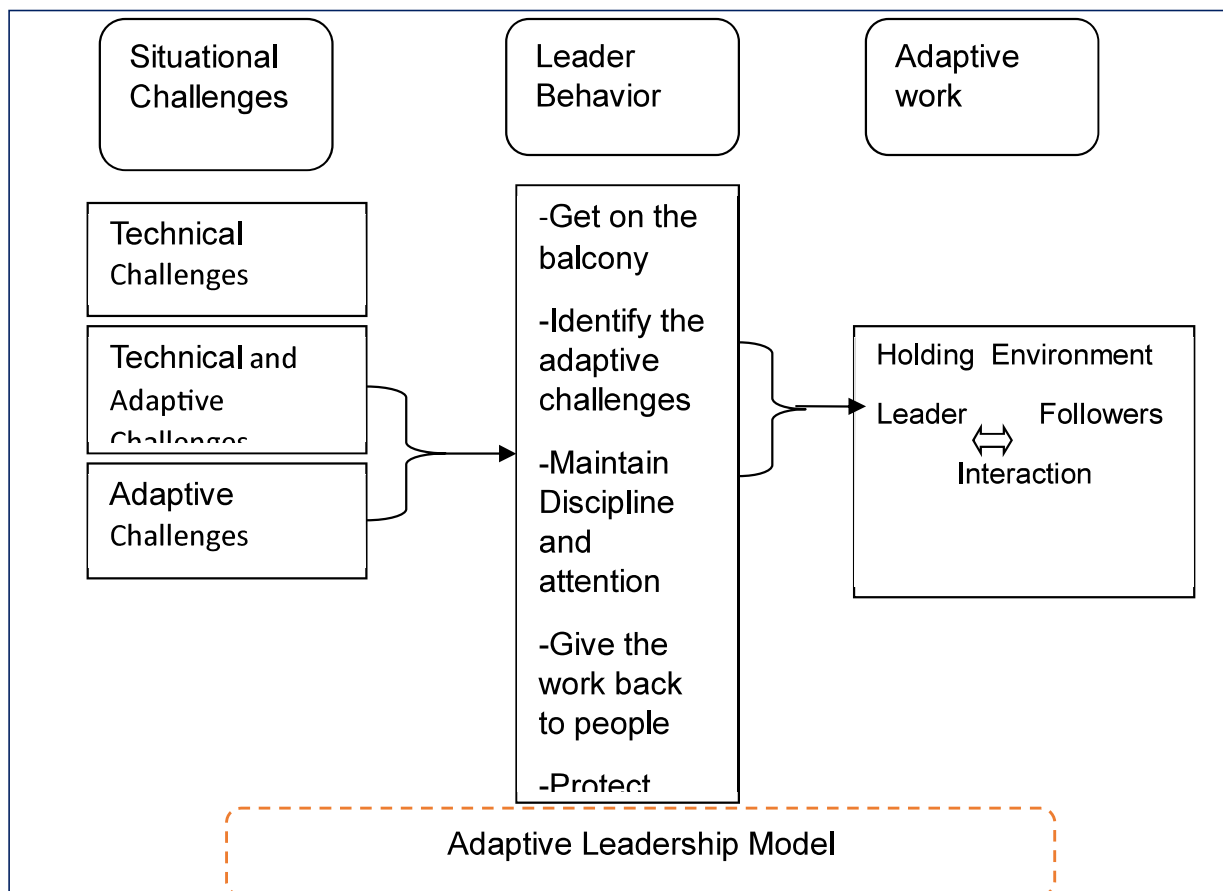 Situational
Challenges
Leader
Behavior
Adaptive
work
Technical
Challenges
Technical and
Adaptive
Challenges
Adaptive
Challenges
-Get on the
balcony
-Identify the
adaptive
challenges
-Maintain
Discipline
and
attention
-Give the
work back
to people
-Protect
Holding Environment
Leader Followers
Interaction
Adaptive Leadership Model